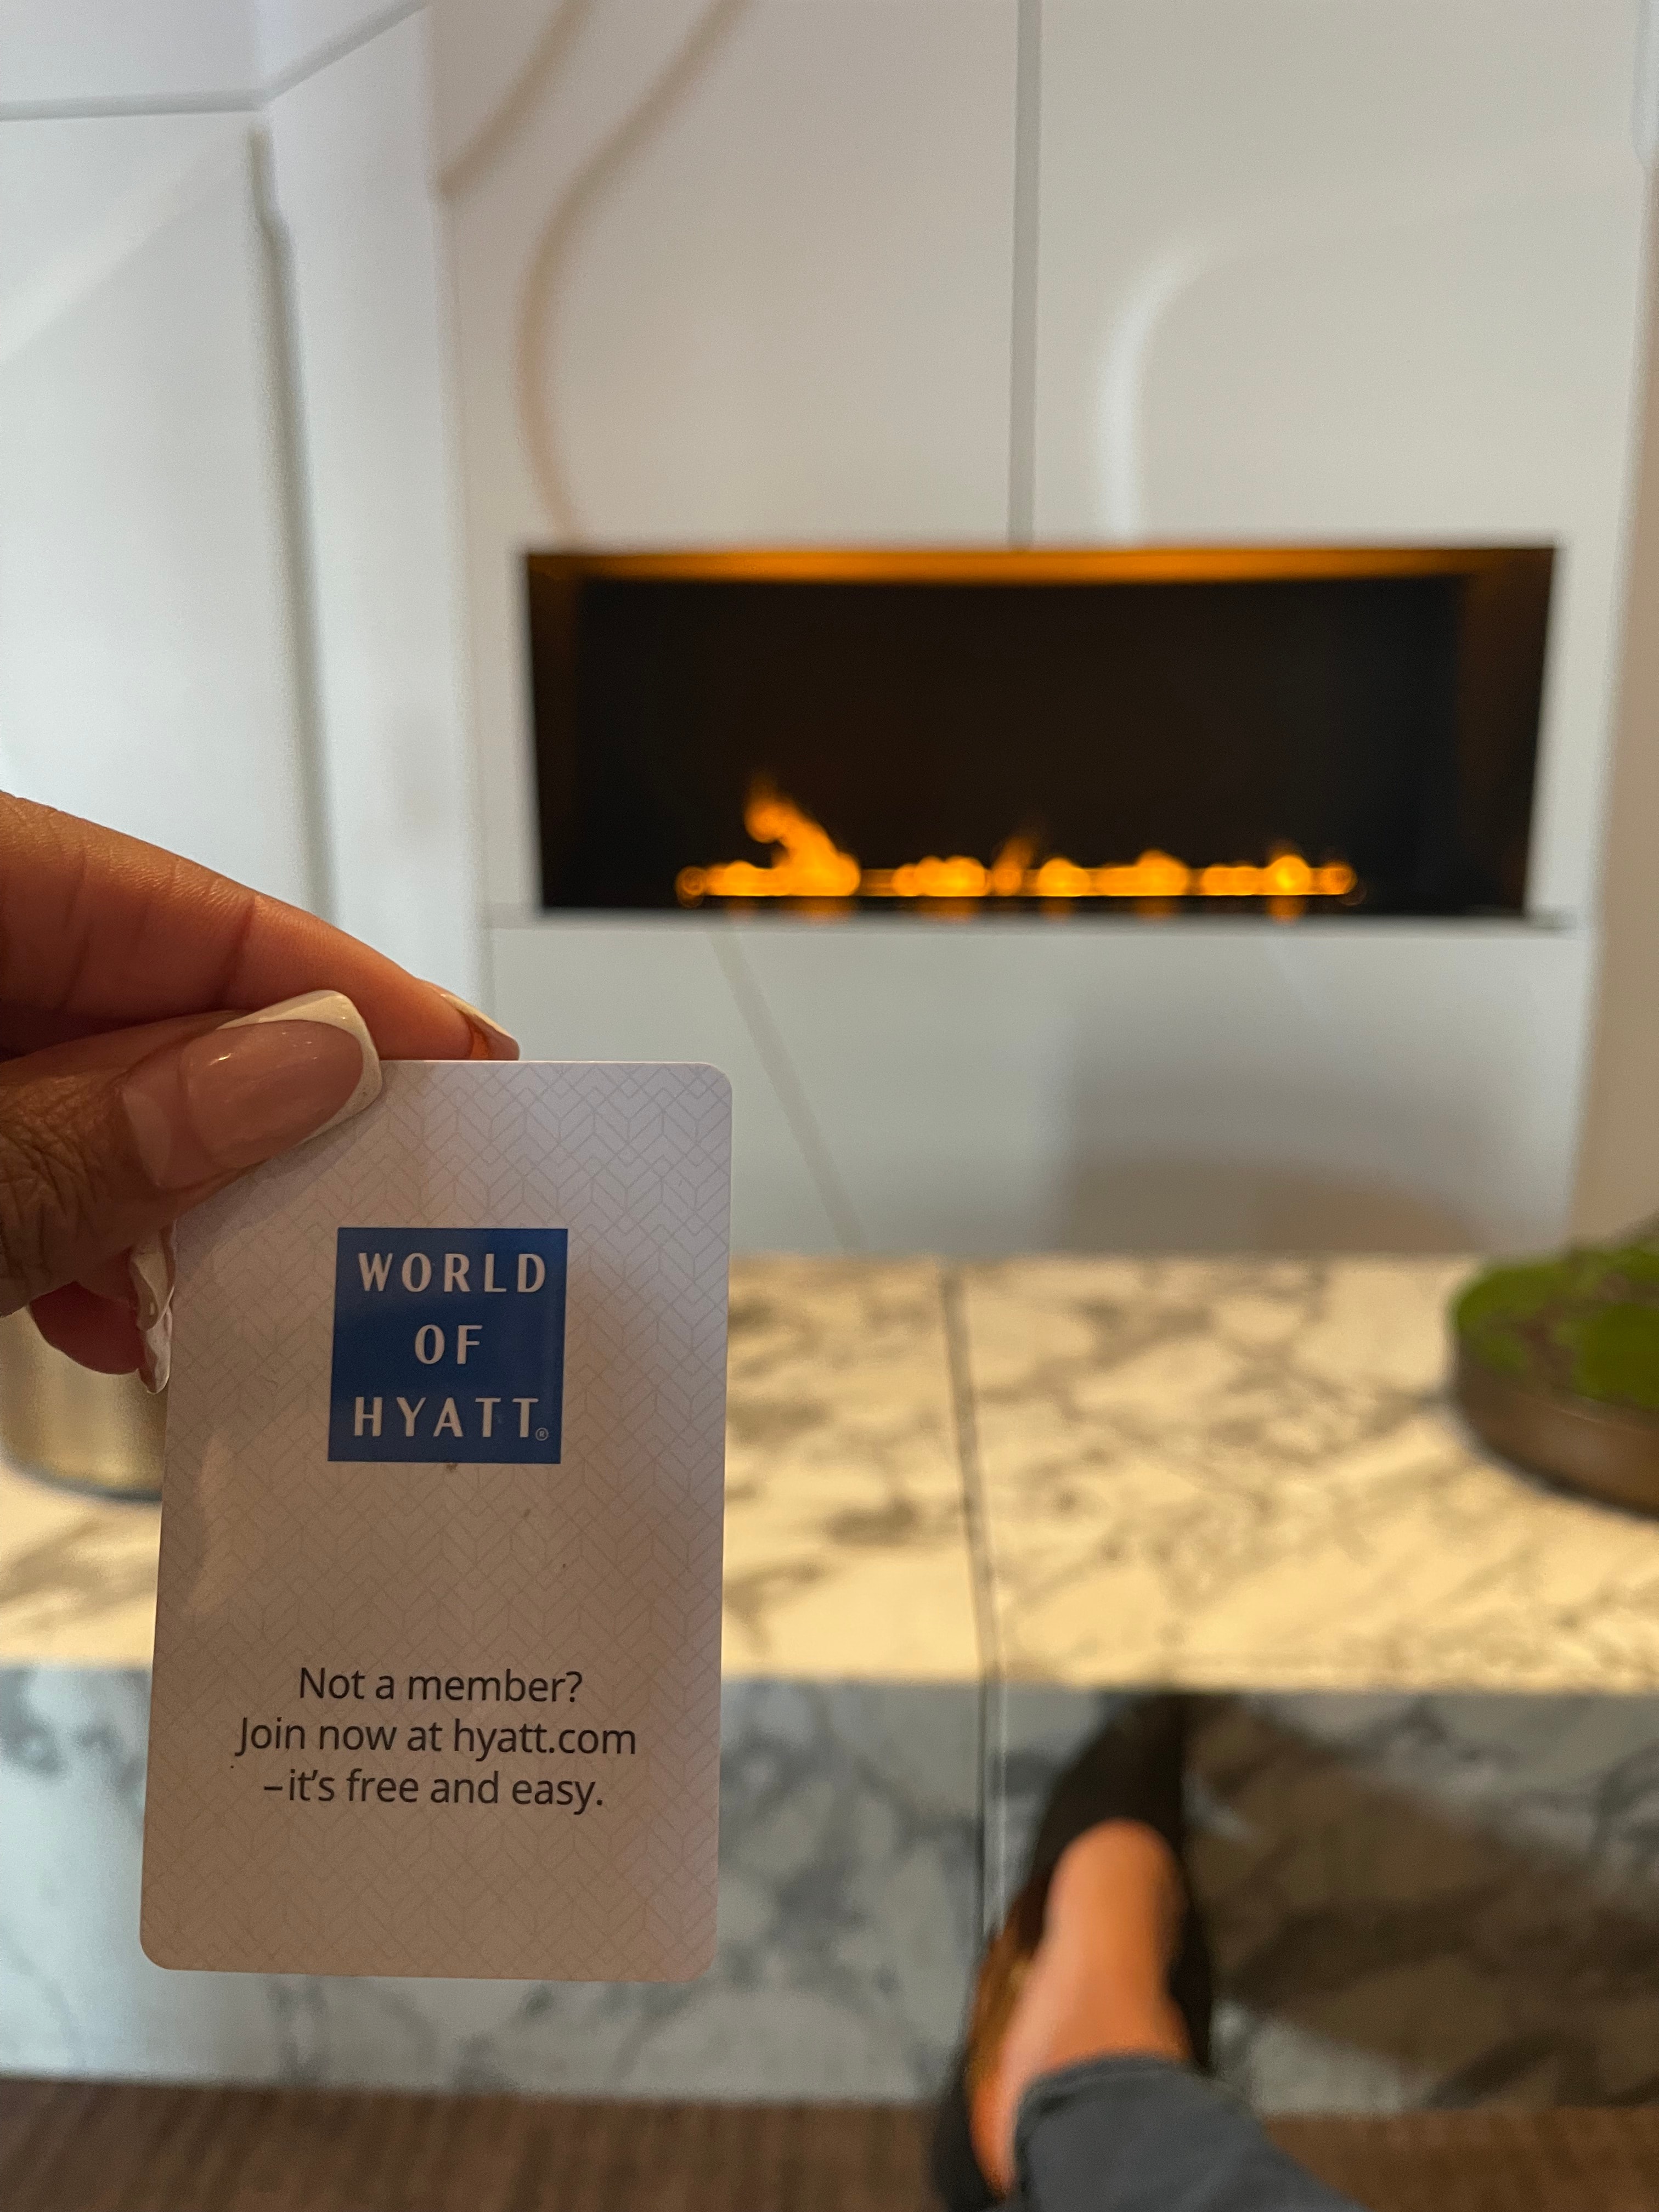 WORLD
OF
HYATT®
Not a member?
Join now at hyatt.com
–it’s free and easy.